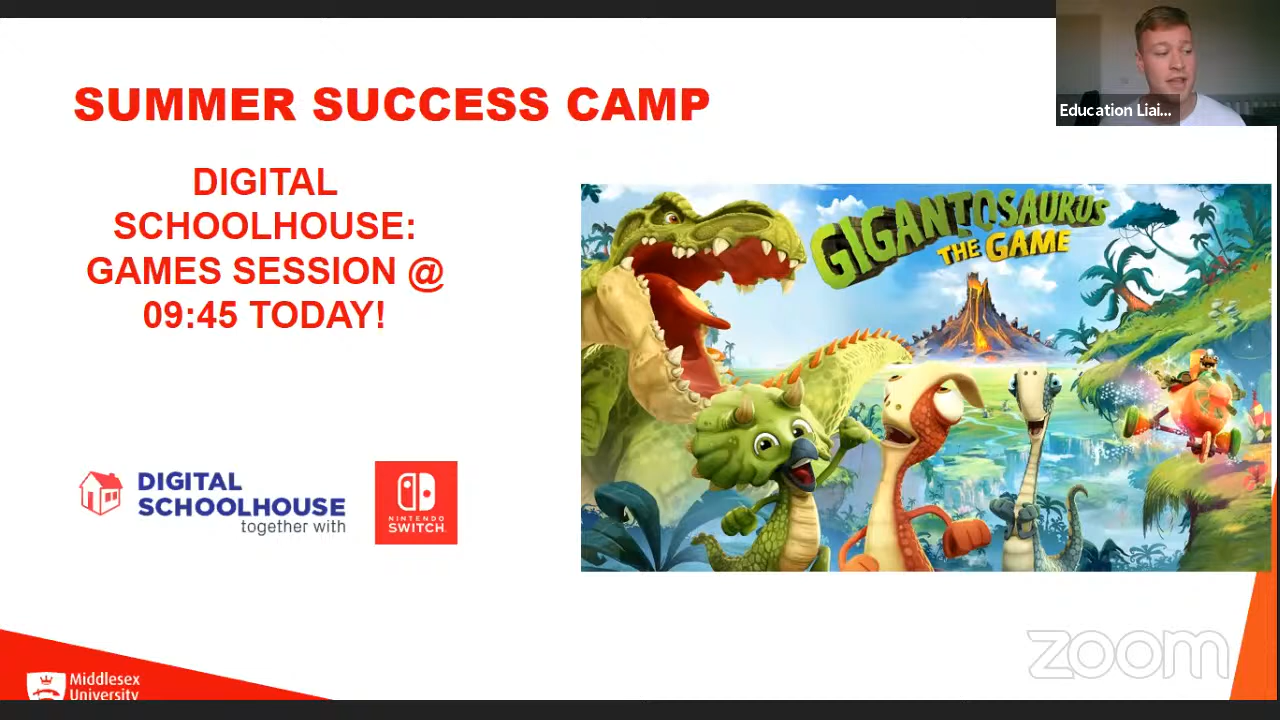 SUMMER SUCCESS CAMP
DIGITAL
SCHOOLHOUSE:
GAMES SESSION @
09:45 TODAY!
DIGITAL
SCHOOLHOUSE
together with
NINTENDO
SWITCH
GIGANTOSAURUS
THE GAME
Education Liai...
Middlesex
University
zoom